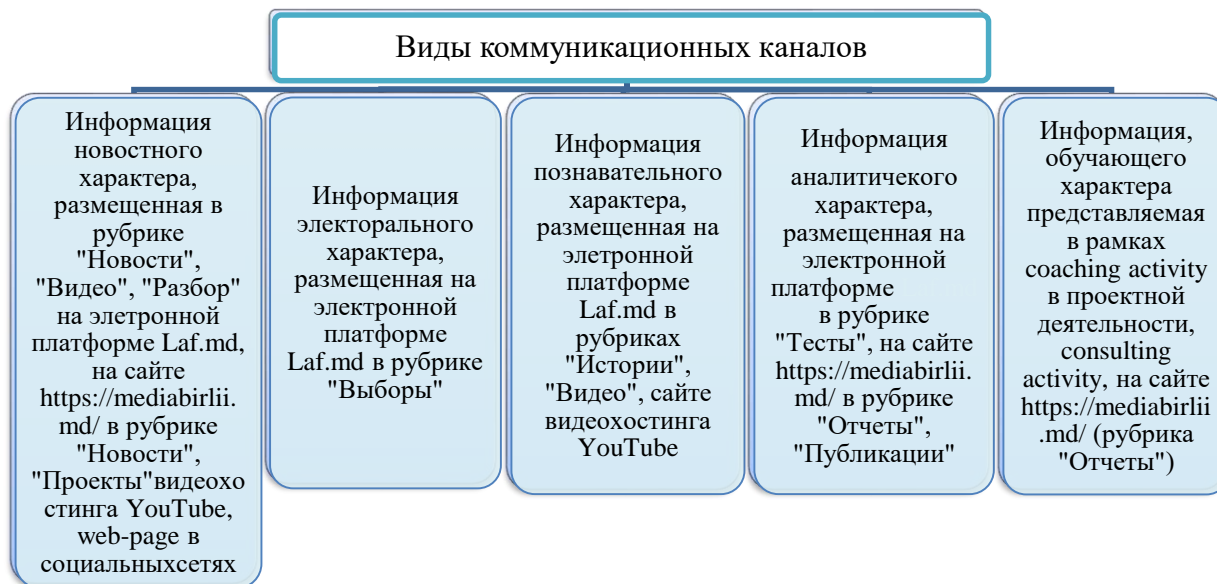 Виды коммуникационных каналов
Информация
новостного
характера,
размещенная в
рубрике
"Новости",
"Видео", "Разбор"
на элетронной
платформе Laf.md,
на сайте
https://mediabirlii.
md/ в рубрике
"Новости",
"Проекты"видеохо
стинга YouTube,
web-page в
социальныхсетях
Информация
электорального
характера,
размещенная на
электронной
платформе
Laf.md в рубрике
"Выборы"
Информация
познавательного
характера,
размещенная на
элетронной
платформе
Laf.md в
рубриках
"Истории",
"Видео", сайте
видеохостинга
YouTube
Информация
аналитичекого
характера,
размещенная на
электронной
платформе
в рубрике
"Тесты", на сайте
https://mediabirlii.
md/ в рубрике
"Отчеты",
"Публикации"
Информация,
обучающего
характера
представляемая
в рамках
coaching activity
в проектной
деятельности,
consulting
activity, на сайте
https://mediabirlii
.md/ (рубрика
"Отчеты")